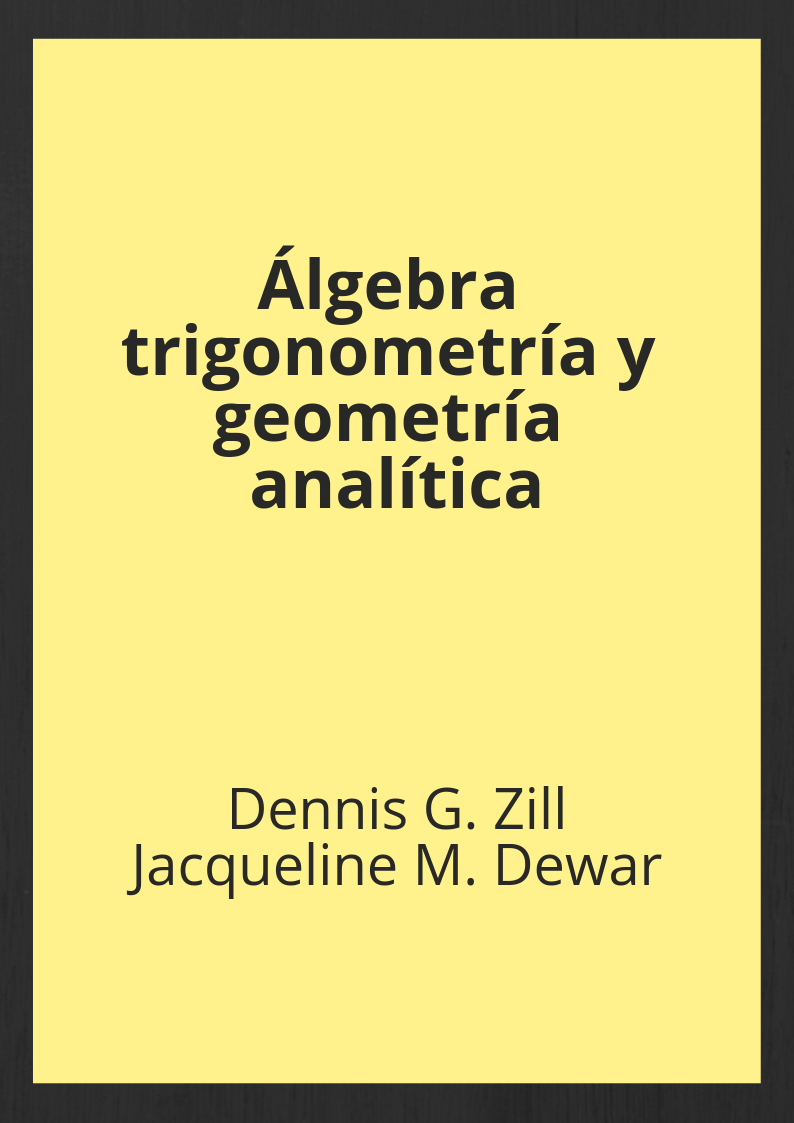 Álgebra
trigonometría y
geometría
analítica
Dennis G. Zill
Jacqueline M. Dewar